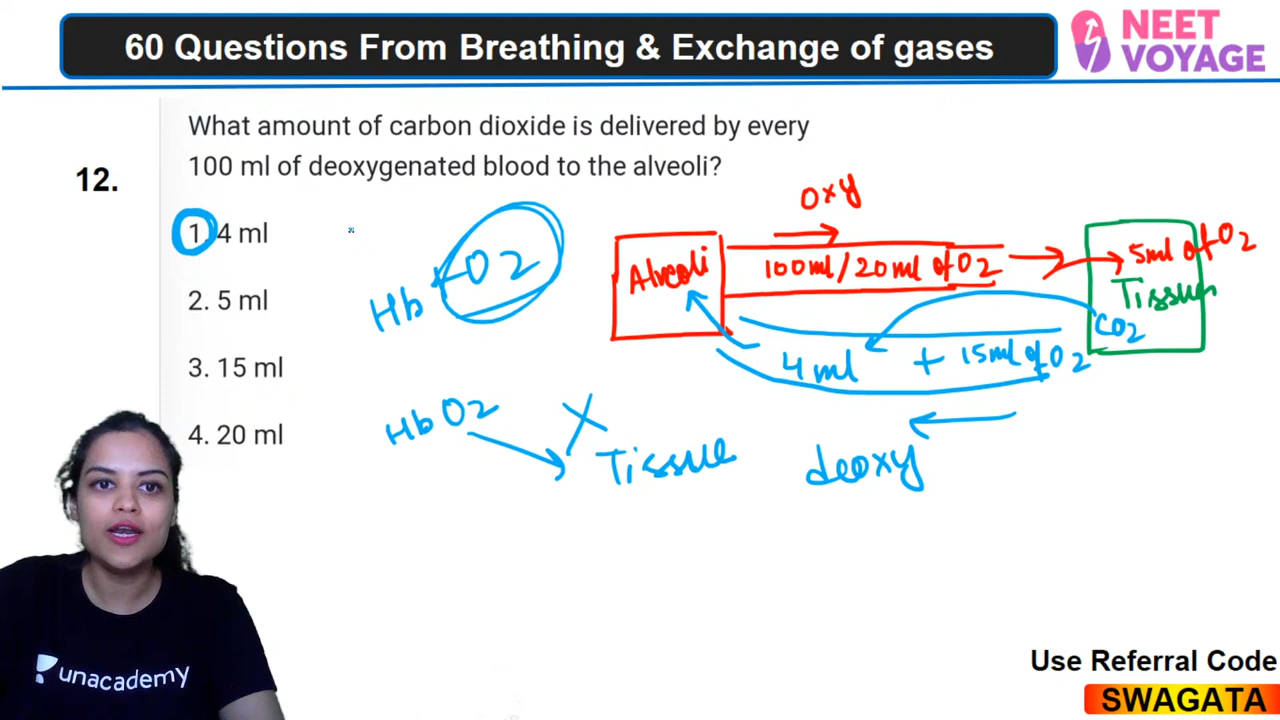 60 Questions From Breathing & Exchange of gases
NEET
VOYAGE
12.
What amount of carbon dioxide is delivered by every
100 ml of deoxygenated blood to the alveoli?
1. 4 ml
2. 5 ml
3. 15 ml
4. 20 ml
Hb - O2
Hb O2
Tissue
oxy
Alveoli
100ml/20ml of O2
5ml of O2
Tissue
CO2
4ml + 15ml of O2
deoxy
unacademy
Use Referral Code
SWAGATA